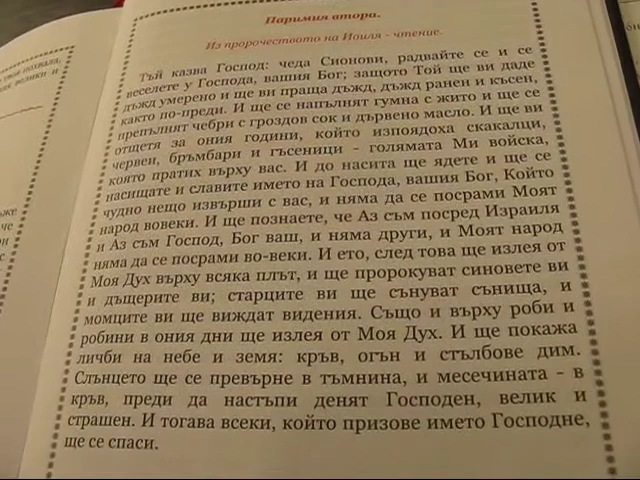 Паримия втора.
Из пророчеството на Иоиля - чтение.
Тъй казва Господ: чеда Сионови, радвайте се и се
веселете у Господа, вашия Бог; защото Той ще ви даде
дъжд умерено и ще ви праща дъжд, дъжд ранен и късен,
както по-преди. И ще се напълнят гумна с жито и ще се
препълнят чебри с гроздов сок и дървено масло. И ще ви
отщетя за ония години, който изпоядоха скакалци,
червеи, бръмбари и гъсеници - голямата Ми войска,
която пратих върху вас. И до насита ще ядете и ще се
насищате и славите името на Господа, вашия Бог, Който
чудно нещо извърши с вас, и няма да се посрами Моят
народ вовеки. И ще познаете, че Аз съм посред Израиля
и Аз съм Господ, Бог ваш, и няма други, и Моят народ
няма да се посрами во-веки. И ето, след това ще излея от
Моя Дух върху всяка плът, и ще пророкуват синовете ви
и дъщерите ви; старците ви ще сънуват сънища, и
момците ви ще виждат видения. Също и върху роби и
робини в ония дни ще излея от Моя Дух. И ще покажа
личби на небе и земя: кръв, огън и стълбове дим.
Слънцето ще се превърне в тъмнина, и месечината - в
кръв, преди да настъпи денят Господен, велик и
страшен. И тогава всеки, който призове името Господне,
ще се спаси.